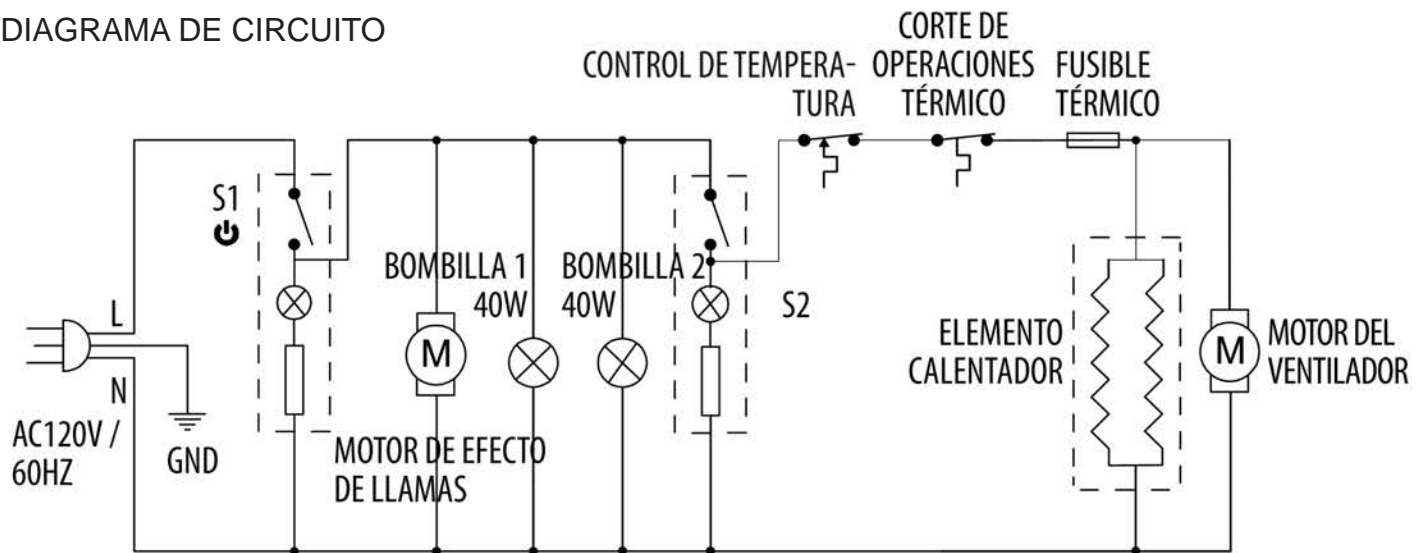 DIAGRAMA DE CIRCUITO
CORTE DE
CONTROL DE TEMPERA-
OPERACIONES
FUSIBLE
TURA
TÉRMICO
TÉRMICO
S1
BOMBILLA 1
40W
BOMBILLA 2
40W
S2
L
N
AC120V /
60HZ
GND
M
MOTOR DE EFECTO
DE LLAMAS
ELEMENTO
CALENTADOR
M
MOTOR DEL
VENTILADOR